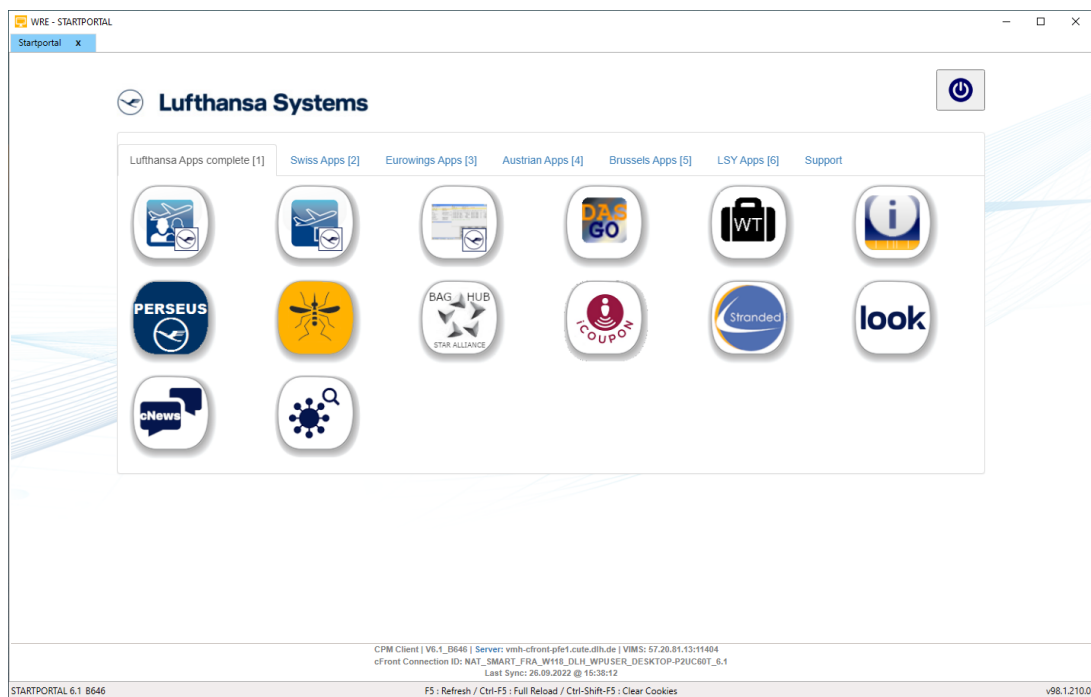 WRE - STARTPORTAL
Startportal x
Lufthansa Systems
Lufthansa Apps complete [1] Swiss Apps [2] Eurowings Apps [3] Austrian Apps [4] Brussels Apps [5] LSY Apps [6] Support
DAS
GO
WT
i
PERSEUS
BAG HUB
STAR ALLIANCE
iCOUPON
Stranded
look
cNews
CPM Client | V6.1_B646 | Server: vmh-cfront-pfe1.cute.dlh.de | VIMS: 57.20.81.13:11404
cFront Connection ID: NAT_SMART_FRA_W118_DLH_WPUSER_DESKTOP-P2UC60T_6.1
Last Sync: 26.09.2022 @ 15:38:12
STARTPORTAL 6.1 B646 F5 : Refresh / Ctrl-F5 : Full Reload / Ctrl-Shift-F5 : Clear Cookies v98.1.210.0